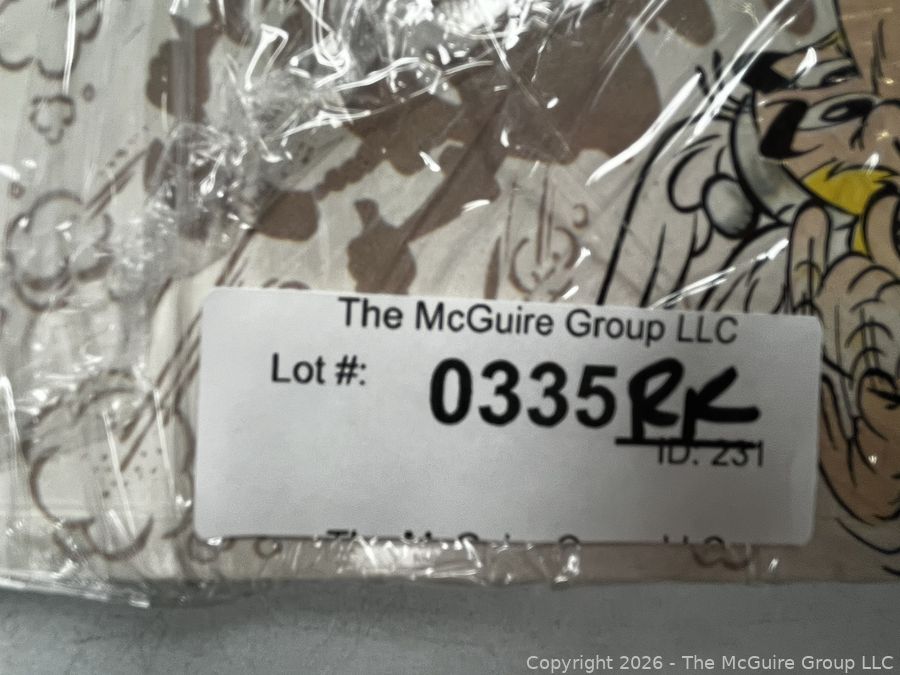 The McGuire Group LLC
Lot #: 0335RK
ID: 231
Copyright 2026 - The McGuire Group LLC